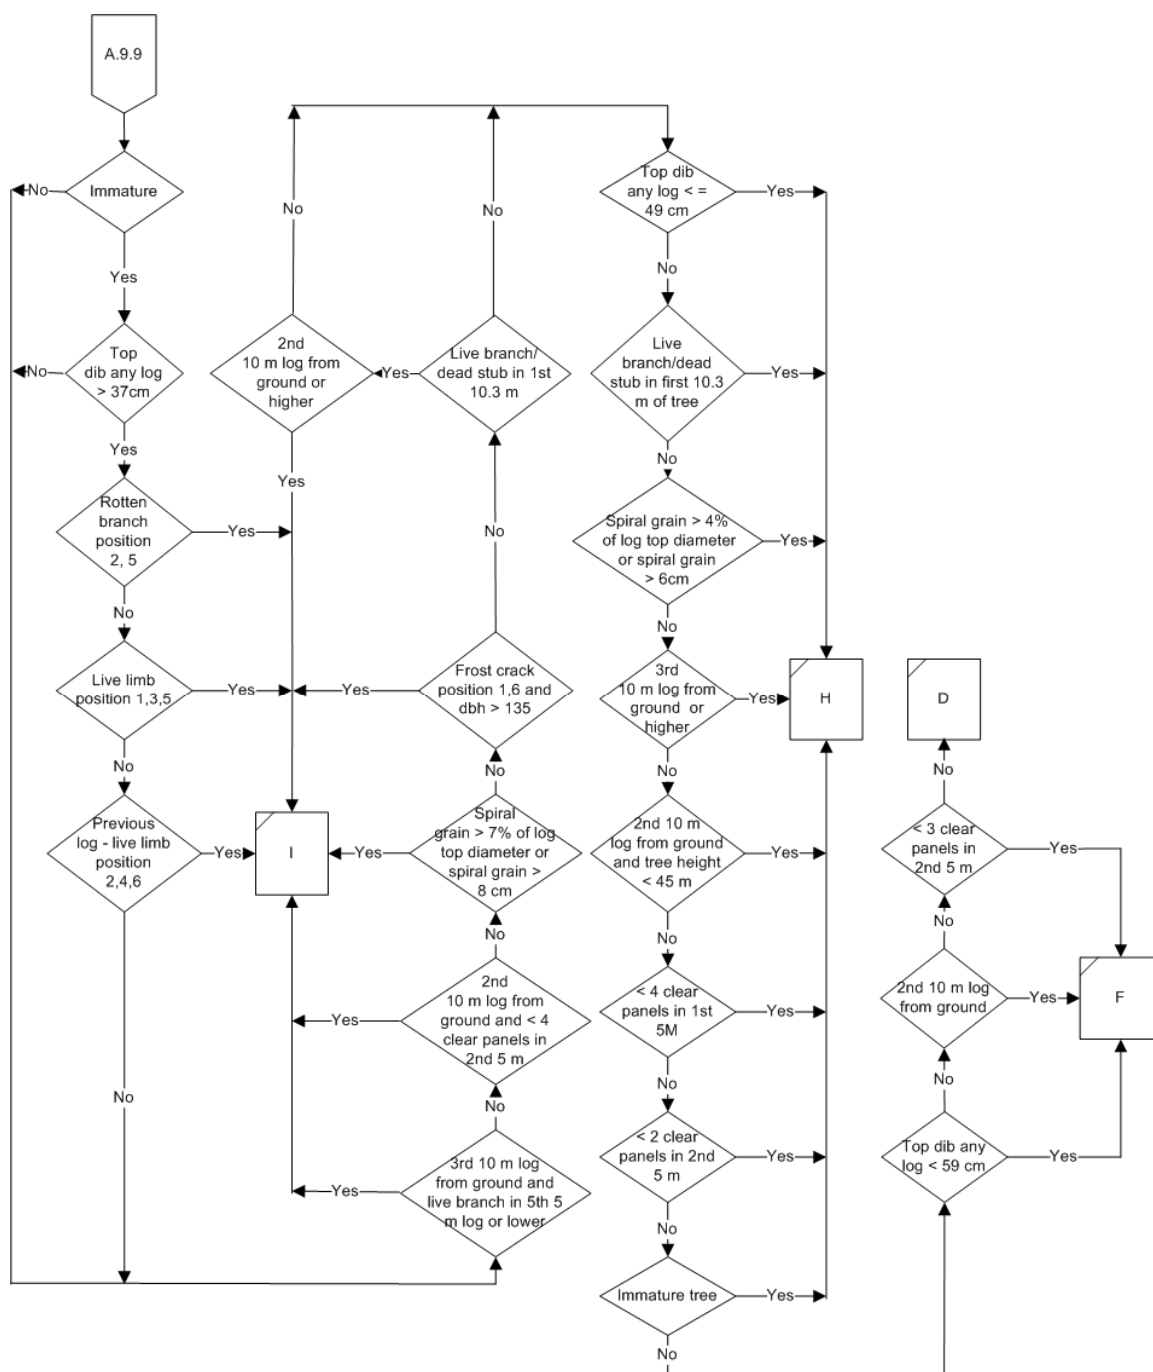 A.9.9
Immature
No
Yes
Top
dib any log
> 37cm
No
Yes
Rotten
branch
position
2, 5
Yes
No
Live limb
position 1,3,5
Yes
No
Previous
log - live limb
position
2,4,6
Yes
No
I
3rd 10 m log
from ground and
live branch in 5th 5
m log or lower
Yes
No
2nd
10 m log from
ground and < 4
clear panels in
2nd 5 m
Yes
No
Spiral
grain > 7% of log
top diameter or
spiral grain >
8 cm
Yes
No
Frost crack
position 1,6 and
dbh > 135
Yes
No
Live branch/
dead stub in 1st
10.3 m
Yes
No
2nd
10 m log from
ground or
higher
No
Yes
Top dib
any log < =
49 cm
Yes
No
Live
branch/dead
stub in first 10.3
m of tree
Yes
No
Spiral grain > 4%
of log top diameter
or spiral grain
> 6cm
Yes
No
3rd
10 m log from
ground or
higher
Yes
No
H
2nd 10 m
log from ground
and tree height
< 45 m
Yes
No
< 4 clear
panels in 1st
5M
Yes
No
< 2 clear
panels in 2nd
5 m
Yes
No
Immature tree
Yes
No
D
No
< 3 clear
panels in
2nd 5 m
Yes
No
2nd 10 m log
from ground
Yes
F
No
Top dib any
log < 59 cm
Yes